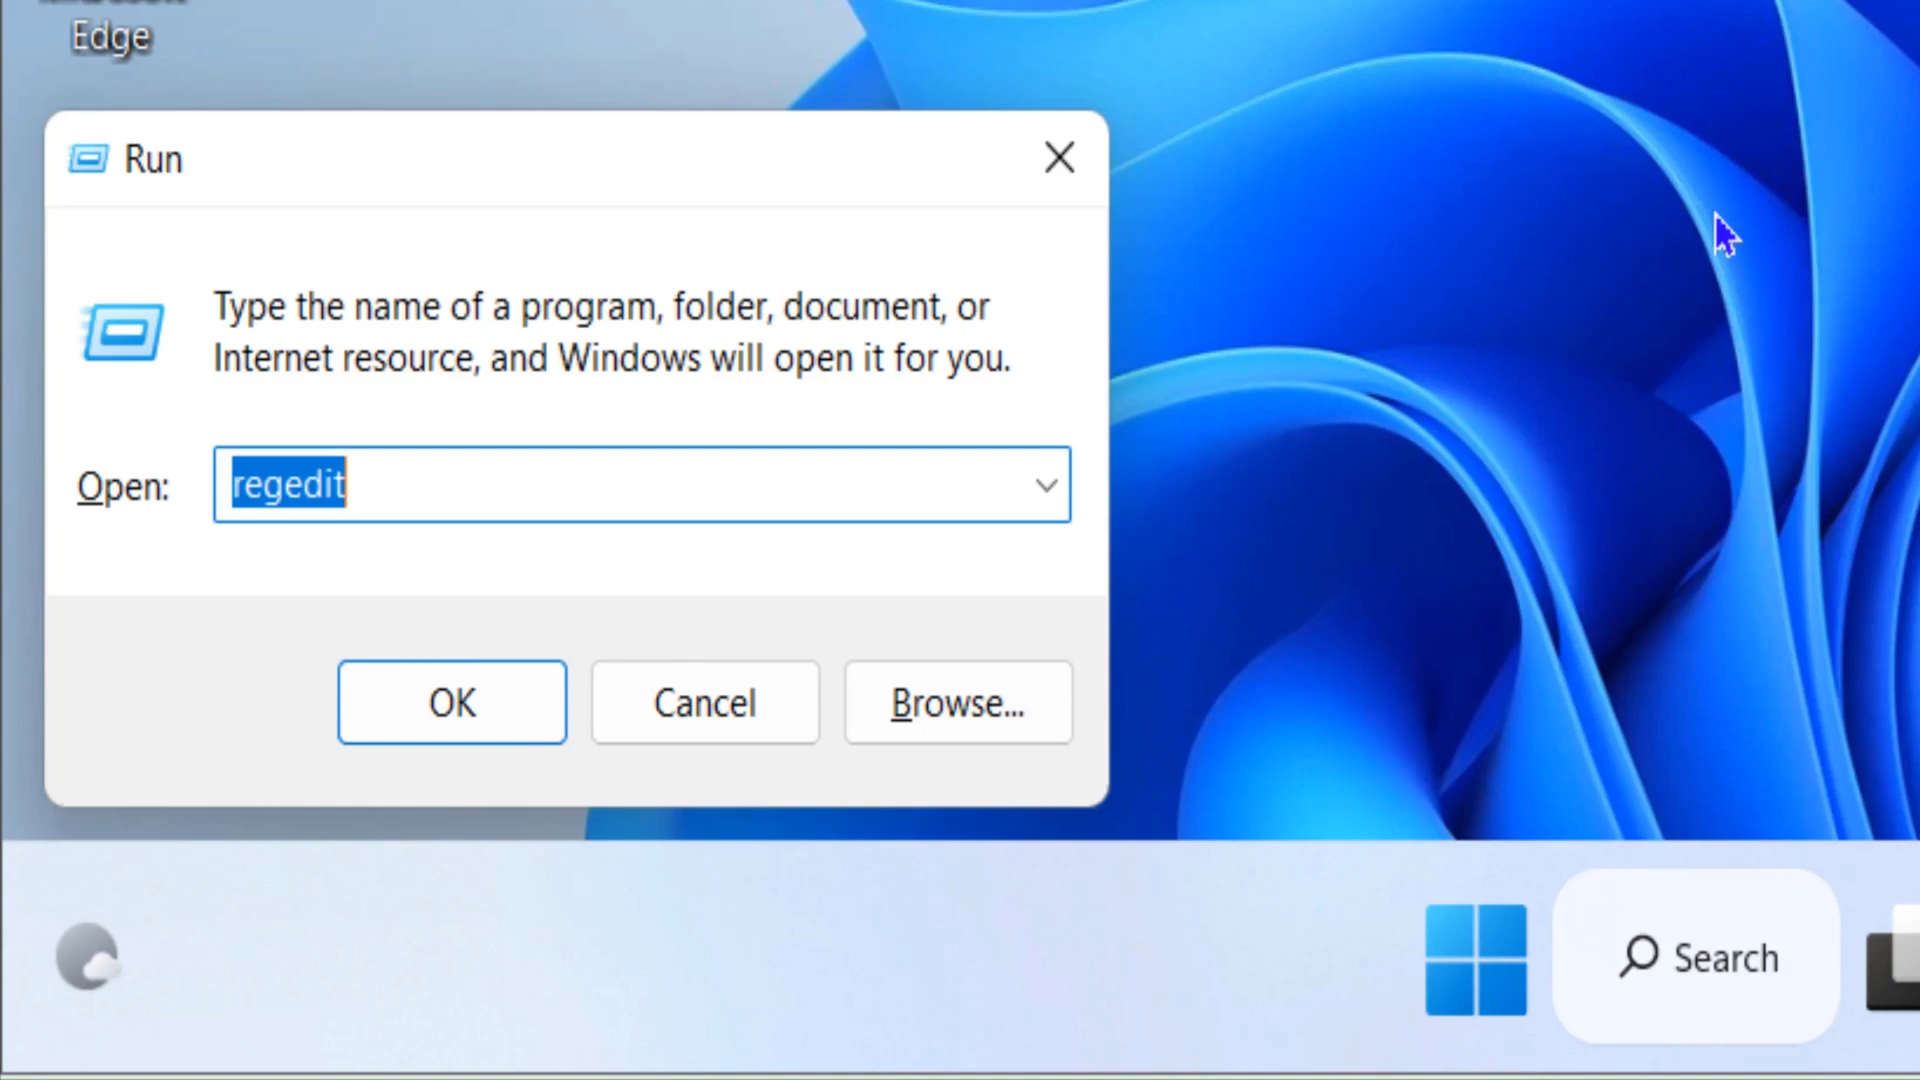 Edge
Run
Type the name of a program, folder, document, or
Internet resource, and Windows will open it for you.
Open:
regedit
OK
Cancel
Browse...
Search